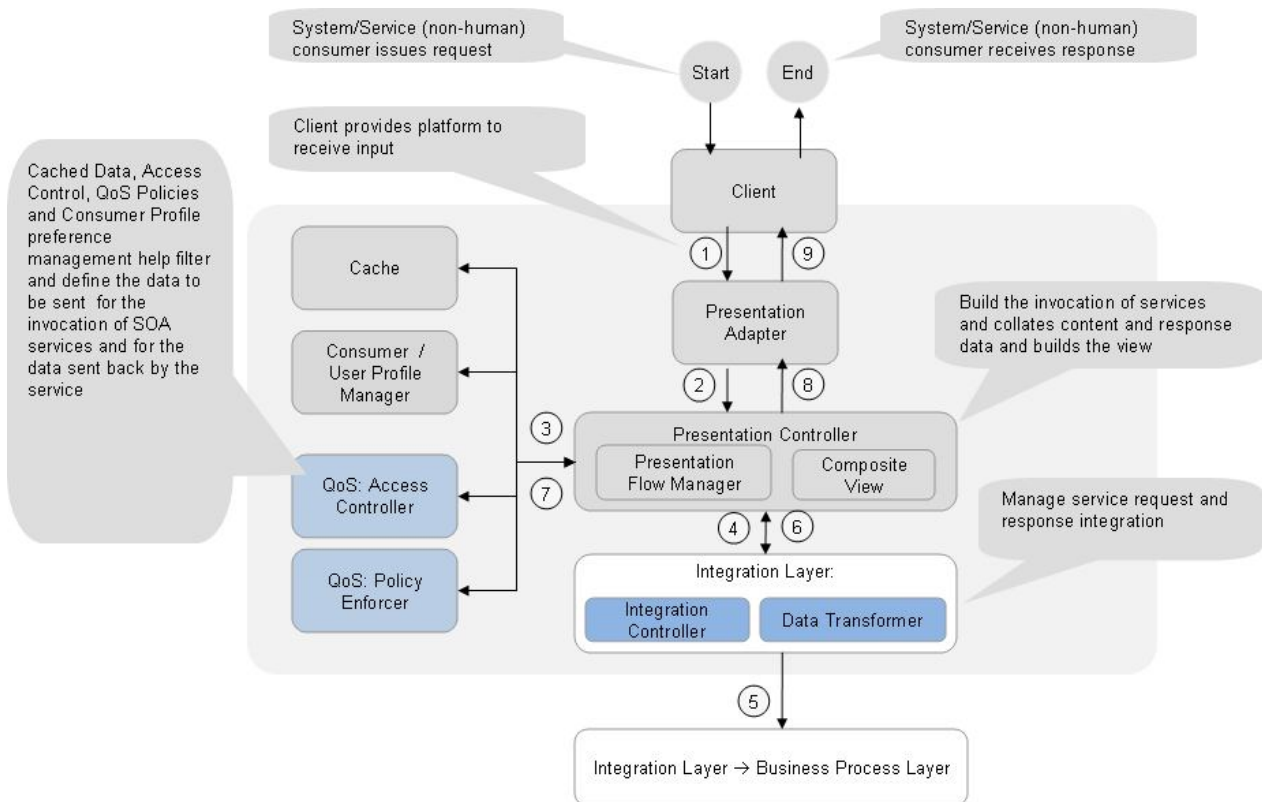 System/Service (non-human)
consumer issues request
System/Service (non-human)
consumer receives response
Start
End
Client provides platform to
receive input
Client
Cached Data, Access
Control, QoS Policies
and Consumer Profile
preference
management help filter
and define the data to
be sent for the
invocation of SOA
services and for the
data sent back by the
service
1
9
Cache
Presentation
Adapter
Build the invocation of services
and collates content and response
data and builds the view
Consumer /
User Profile
Manager
2
8
3
Presentation Controller
Presentation
Flow Manager
Composite
View
QoS: Access
Controller
7
Manage service request and
response integration
4
6
QoS: Policy
Enforcer
Integration Layer:
Integration
Controller
Data Transformer
5
Integration Layer → Business Process Layer